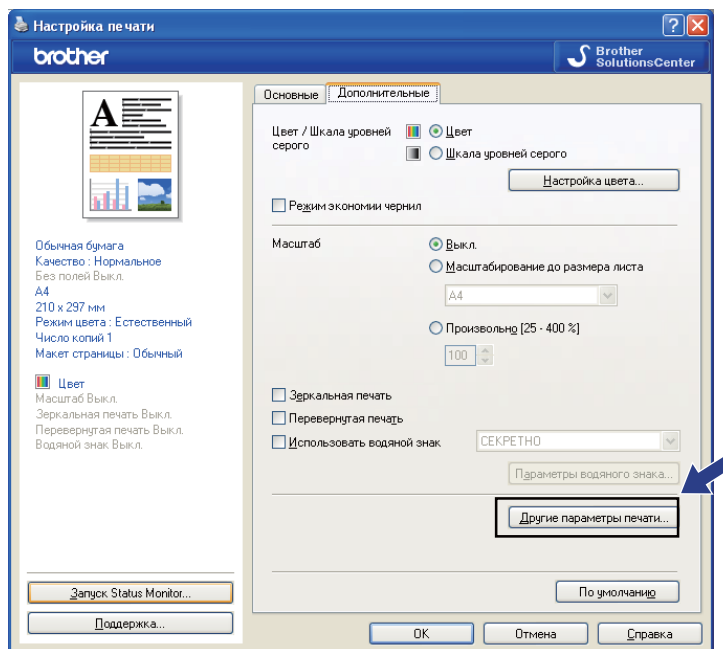 Настройка печати
brother
Brother
SolutionsCenter
Основные
Дополнительные
Цвет / Шкала уровней
серого
Цвет
Шкала уровней серого
Настройка цвета...
Режим экономии чернил
Масштаб
Выкл.
Масштабирование до размера листа
A4
Произвольно [25 - 400 %]
100
Зеркальная печать
Перевернутая печать
Использовать водяной знак
СЕКРЕТНО
Параметры водяного знака...
Другие параметры печати...
По умолчанию
A
Обычная бумага
Качество : Нормальное
Без полей Выкл.
A4
210 x 297 мм
Режим цвета : Естественный
Число копий 1
Макет страницы : Обычный
Цвет
Масштаб Выкл.
Зеркальная печать Выкл.
Перевернутая печать Выкл.
Водяной знак Выкл.
Запуск Status Monitor...
Поддержка...
OK
Отмена
Справка